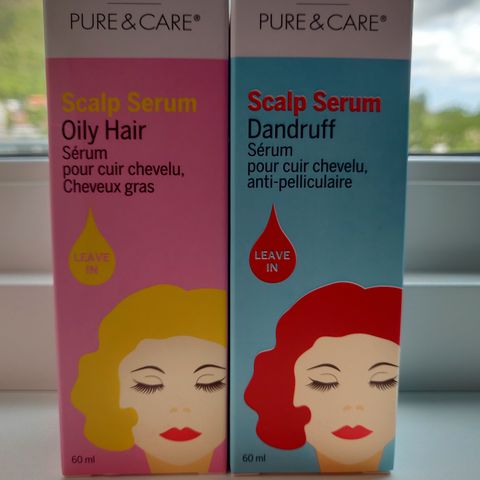 PURE & CARE®
Scalp Serum
Oily Hair
Sérum
pour cuir chevelu,
Cheveux gras
LEAVE
IN
60 ml
PURE & CARE®
Scalp Serum
Dandruff
Sérum
pour cuir chevelu,
anti-pelliculaire
LEAVE
IN
60 ml